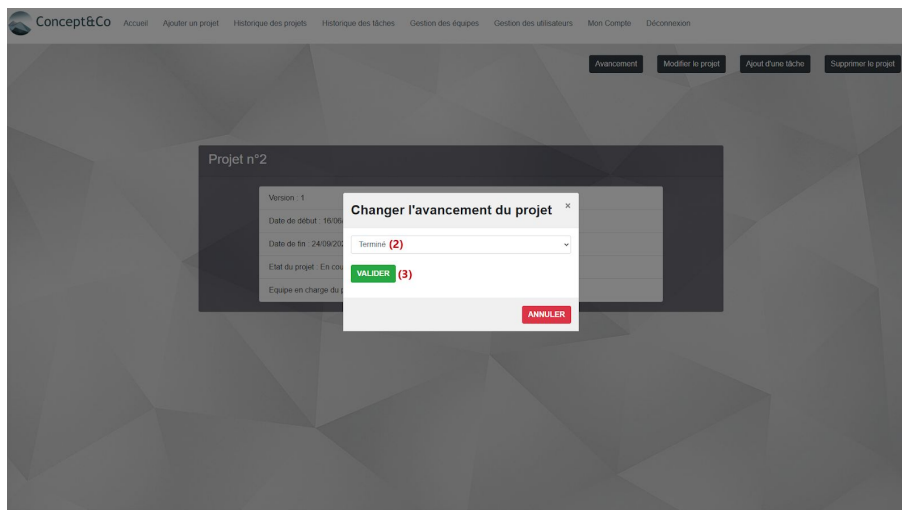 Concept&Co Accueil Ajouter un projet Historique des projets Historique des tâches Gestion des équipes Gestion des utilisateurs Mon Compte Déconnexion
Avancement Modifier le projet Ajout d'une tâche Supprimer le projet
Projet n°2
Version : 1
Changer l'avancement du projet ×
Date de début : 16/06
Date de fin : 24/09/202
Terminé (2)
Etat du projet : En cou
VALIDER (3)
Equipe en charge du p
ANNULER